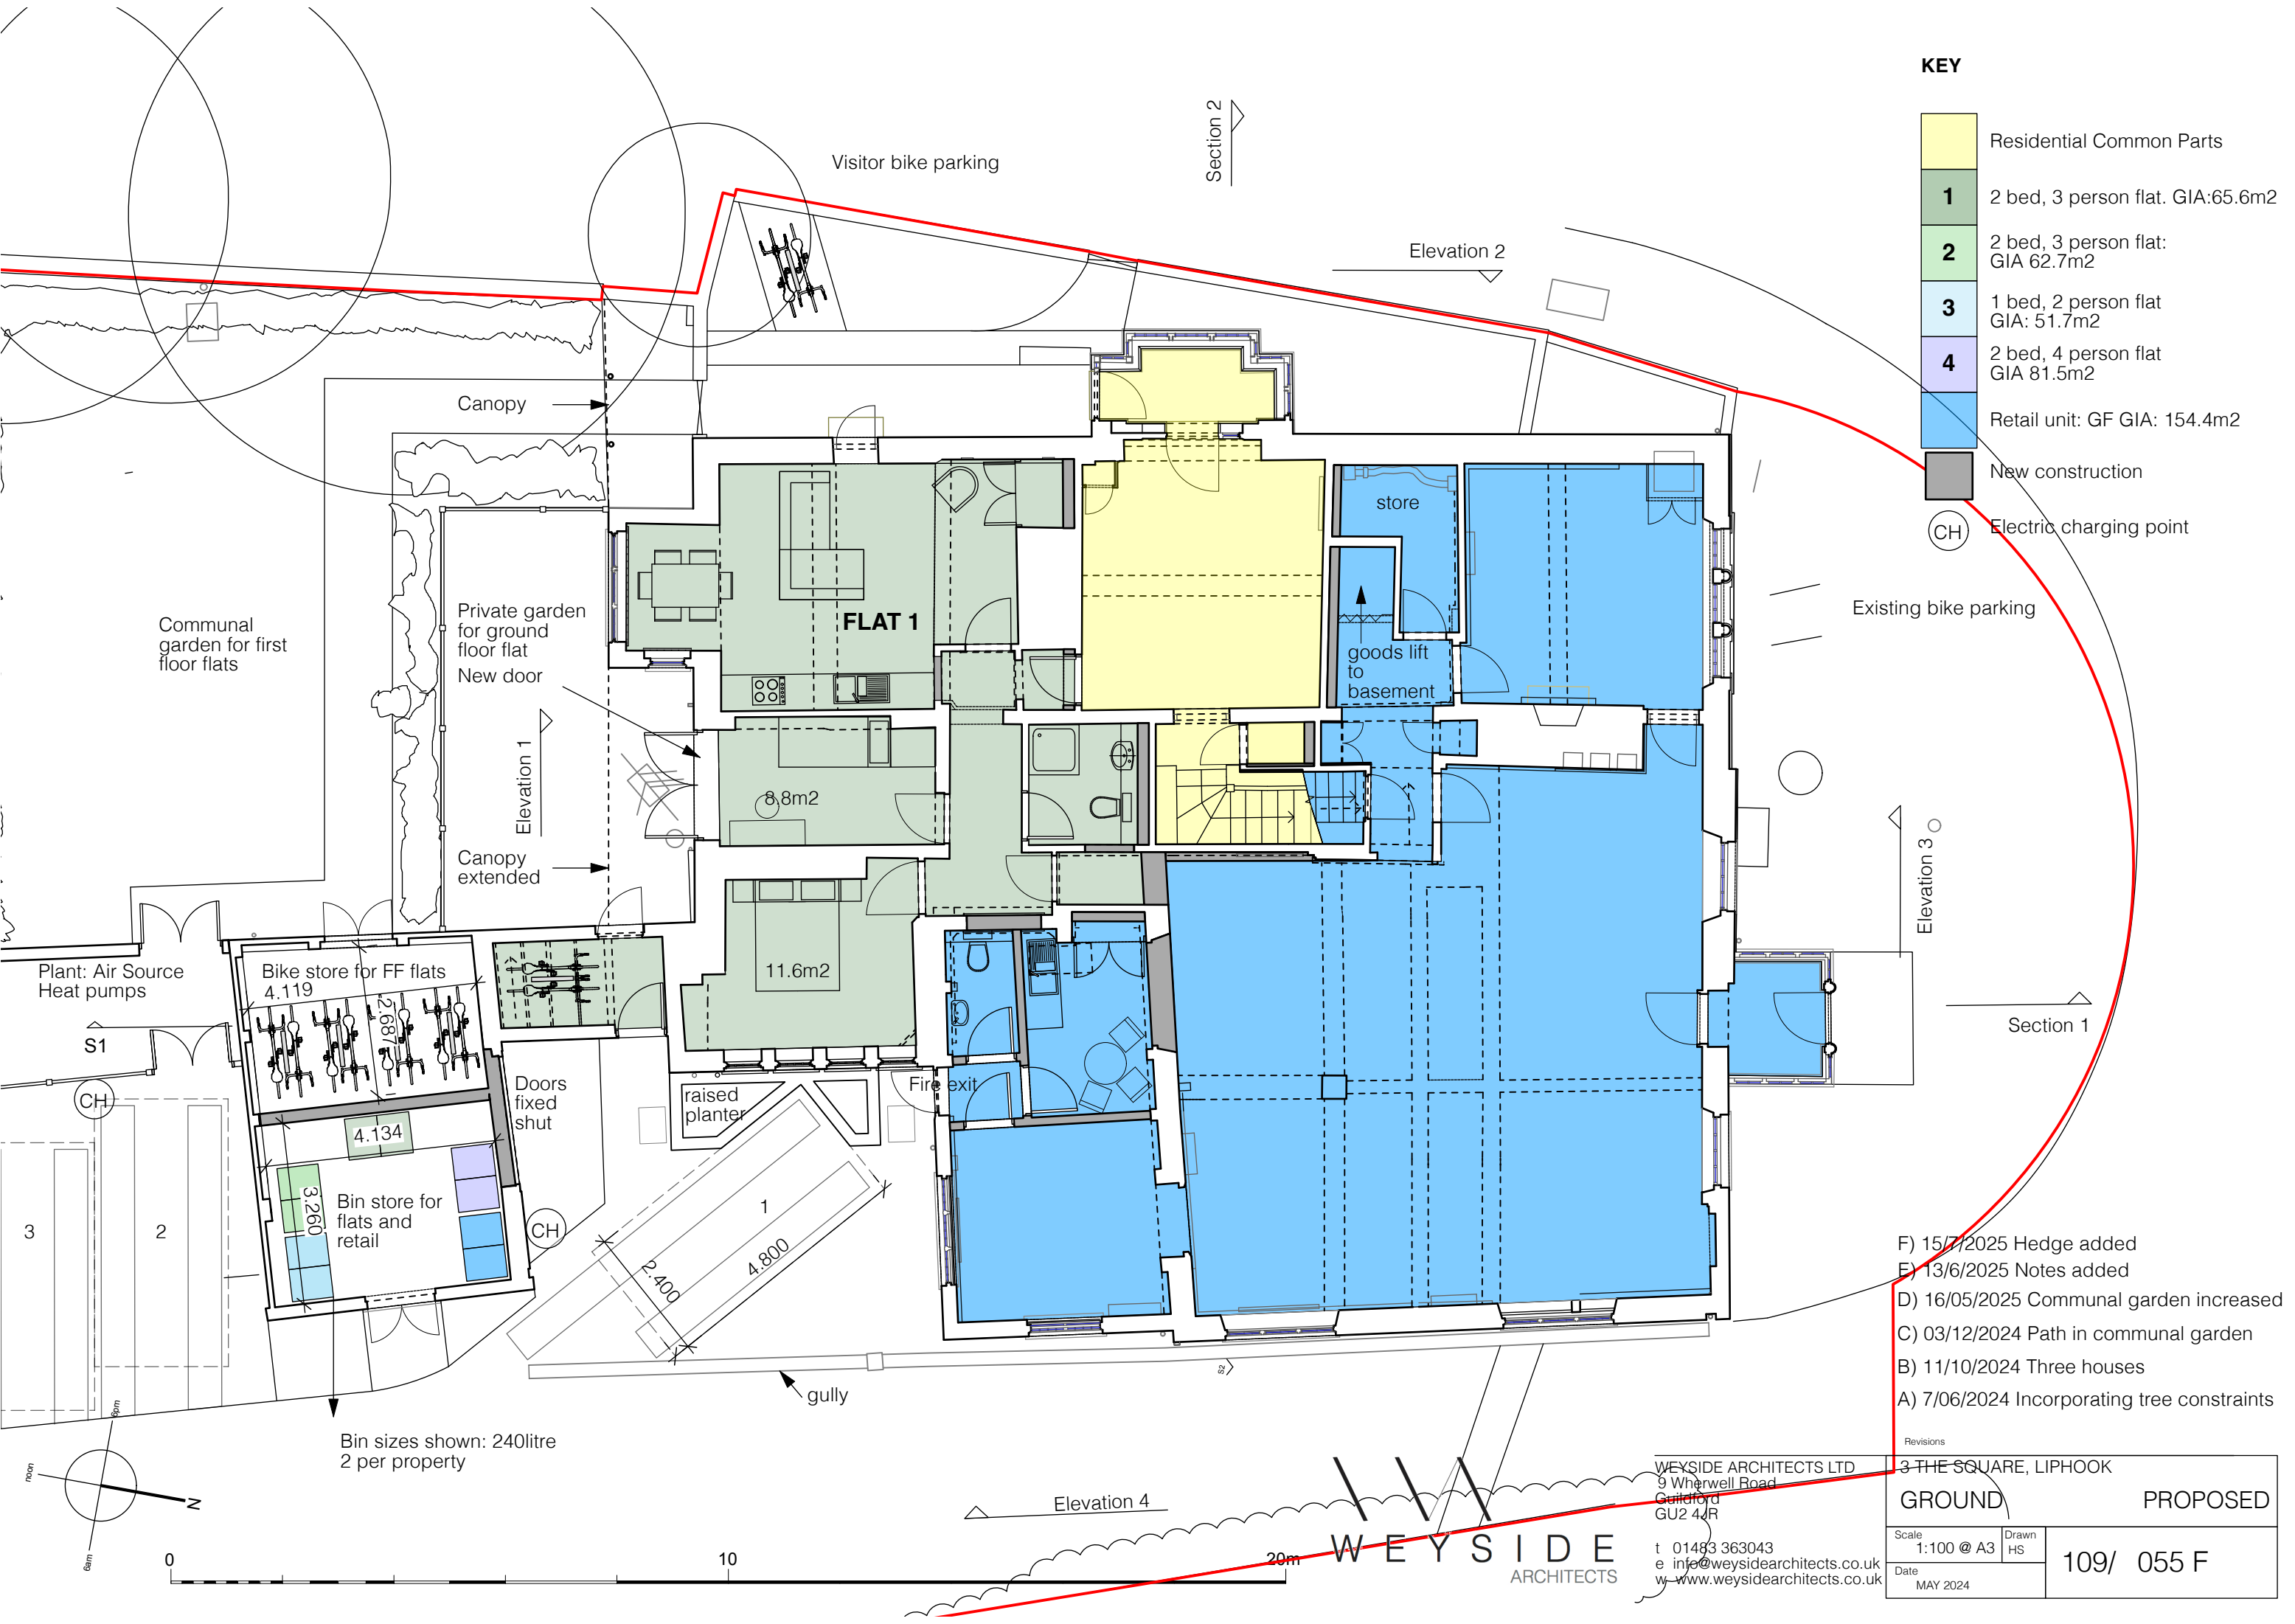 KEY
Residential Common Parts
1
2 bed, 3 person flat. GIA:65.6m2
2
2 bed, 3 person flat:
GIA 62.7m2
3
1 bed, 2 person flat
GIA: 51.7m2
4
2 bed, 4 person flat
GIA 81.5m2
Retail unit: GF GIA: 154.4m2
New construction
CH
Electric charging point
Section 2
Visitor bike parking
Elevation 2
Canopy
store
FLAT 1
Existing bike parking
Communal
garden for first
floor flats
Private garden
for ground
floor flat
New door
goods lift
to
basement
Elevation 1
8.8m2
Canopy
extended
Elevation 3
Plant: Air Source
Heat pumps
Bike store for FF flats
4.119
2.687
11.6m2
Section 1
S1
CH
Doors
fixed
shut
Fire exit
raised
planter
4.134
3.260
Bin store for
flats and
retail
CH
1
2.400
4.800
3
2
gully
S2
Bin sizes shown: 240litre
2 per property
6pm
noon
N
6am
Elevation 4
0
10
20m
F) 15/7/2025 Hedge added
E) 13/6/2025 Notes added
D) 16/05/2025 Communal garden increased
C) 03/12/2024 Path in communal garden
B) 11/10/2024 Three houses
A) 7/06/2024 Incorporating tree constraints
Revisions
WEYSIDE
ARCHITECTS
WEYSIDE ARCHITECTS LTD
9 Wherwell Road
Guildford
GU2 4JR
t 01483 363043
e info@weysidearchitects.co.uk
w www.weysidearchitects.co.uk
3 THE SQUARE, LIPHOOK
GROUND PROPOSED
Scale
1:100 @ A3
Drawn
HS
Date
MAY 2024
109/ 055 F